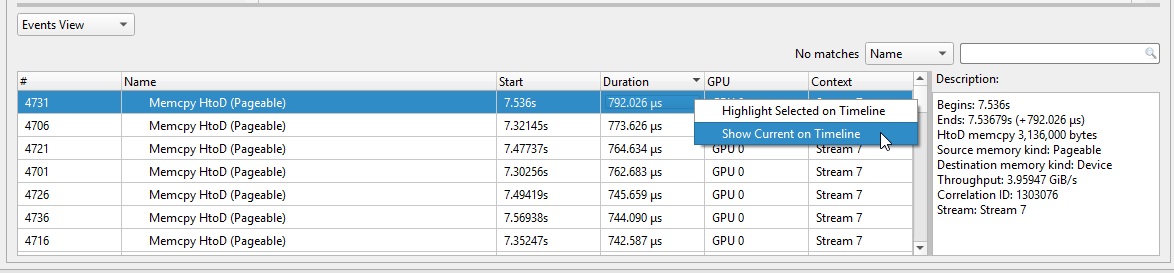 Events View
No matches Name
# Name Start Duration GPU Context Description:
4731 Memcpy HtoD (Pageable) 7.536s 792.026 µs
4706 Memcpy HtoD (Pageable) 7.32145s 773.626 µs
4721 Memcpy HtoD (Pageable) 7.47737s 764.634 µs GPU 0 Stream 7
4701 Memcpy HtoD (Pageable) 7.30256s 762.683 µs GPU 0 Stream 7
4726 Memcpy HtoD (Pageable) 7.49419s 745.659 µs GPU 0 Stream 7
4736 Memcpy HtoD (Pageable) 7.56938s 744.090 µs GPU 0 Stream 7
4716 Memcpy HtoD (Pageable) 7.35247s 742.587 µs GPU 0 Stream 7
Highlight Selected on Timeline
Show Current on Timeline
Begins: 7.536s
Ends: 7.53679s (+792.026 µs)
HtoD memcpy 3,136,000 bytes
Source memory kind: Pageable
Destination memory kind: Device
Throughput: 3.95947 GiB/s
Correlation ID: 1303076
Stream: Stream 7